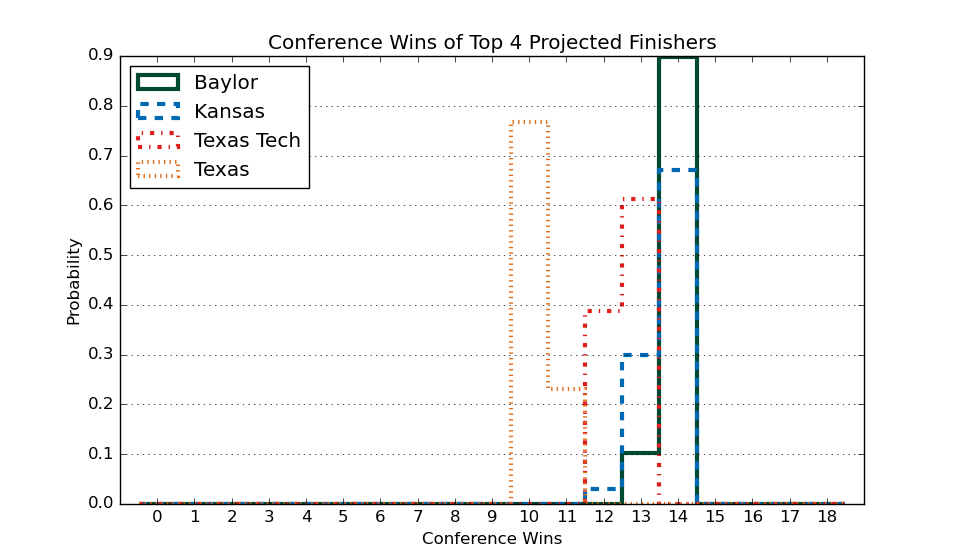 Conference Wins of Top 4 Projected Finishers
0.9
0.8
0.7
0.6
0.5
0.4
0.3
0.2
0.1
0.0
Probability
Baylor
Kansas
Texas Tech
Texas
0 1 2 3 4 5 6 7 8 9 10 11 12 13 14 15 16 17 18
Conference Wins